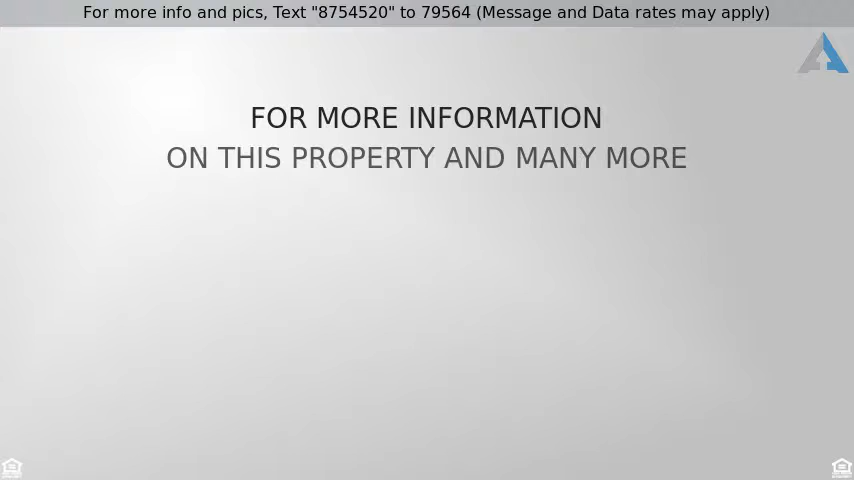 For more info and pics, Text "8754520" to 79564 (Message and Data rates may apply)
FOR MORE INFORMATION
ON THIS PROPERTY AND MANY MORE